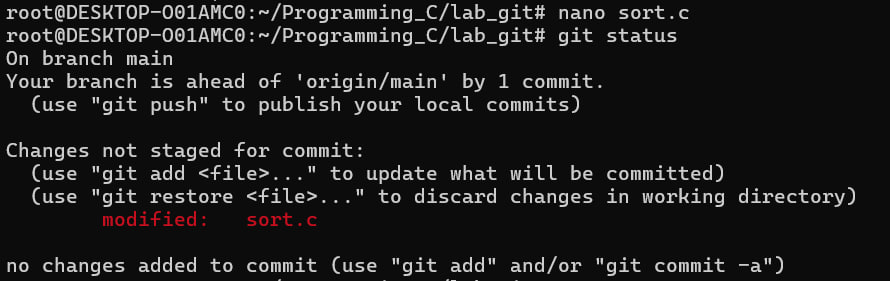 root@DESKTOP-O01AMC0:~/Programming_C/lab_git# nano sort.c
root@DESKTOP-O01AMC0:~/Programming_C/lab_git# git status
On branch main
Your branch is ahead of 'origin/main' by 1 commit.
  (use "git push" to publish your local commits)

Changes not staged for commit:
  (use "git add <file>..." to update what will be committed)
  (use "git restore <file>..." to discard changes in working directory)
        modified:   sort.c

no changes added to commit (use "git add" and/or "git commit -a")